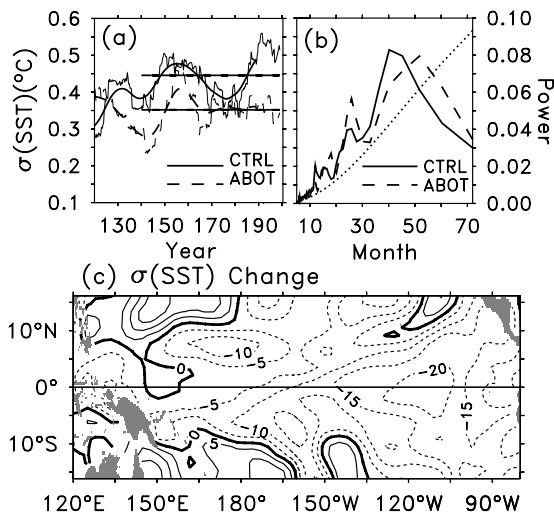 (a)
(b)
0.6
0.5
0.4
0.3
0.2
0.1
σ(SST)(°C)
CTRL
ABOT
130 150 170 190
Year
CTRL
ABOT
10 20 30 40 50 60 70
Month
0.10
0.08
0.06
0.04
0.02
0.00
Power
(c) σ(SST) Change
10°N
0°
10°S
0
-10
-5
-20
-5
-15
-15
0
-10
5
120°E 150°E 180° 150°W 120°W 90°W